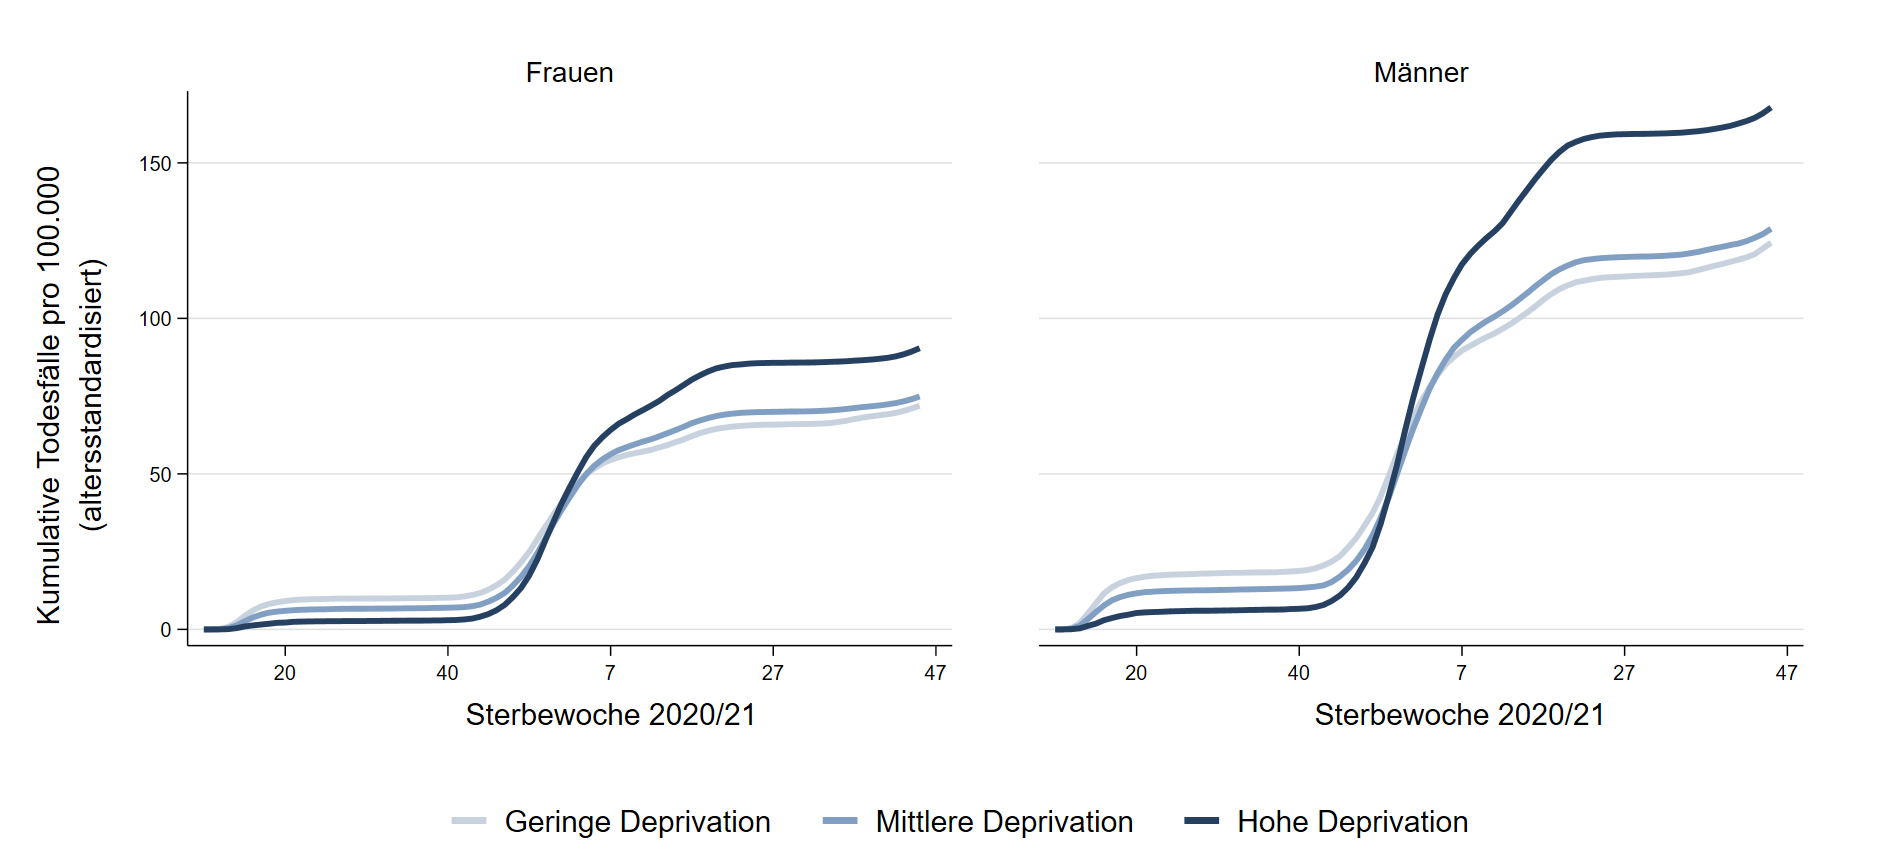 Frauen
Männer
Kumulative Todesfälle pro 100.000
(altersstandardisiert)
150
100
50
0
20 40 7 27 47
20 40 7 27 47
Sterbewoche 2020/21
Sterbewoche 2020/21
Geringe Deprivation
Mittlere Deprivation
Hohe Deprivation